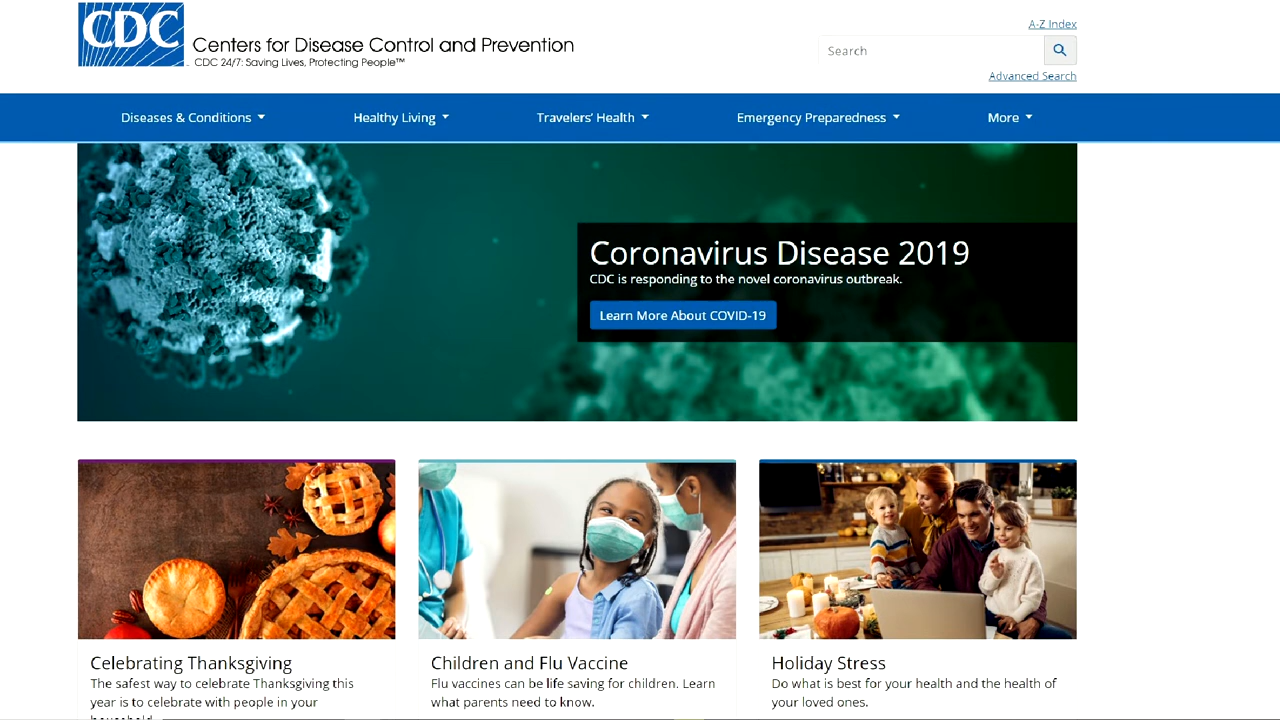 CDC
Centers for Disease Control and Prevention
CDC 24/7: Saving Lives, Protecting People™
A-Z Index
Search
Advanced Search
Diseases & Conditions
Healthy Living
Travelers' Health
Emergency Preparedness
More
Coronavirus Disease 2019
CDC is responding to the novel coronavirus outbreak.
Learn More About COVID-19
Celebrating Thanksgiving
The safest way to celebrate Thanksgiving this
year is to celebrate with people in your
household.
Children and Flu Vaccine
Flu vaccines can be life saving for children. Learn
what parents need to know.
Holiday Stress
Do what is best for your health and the health of
your loved ones.